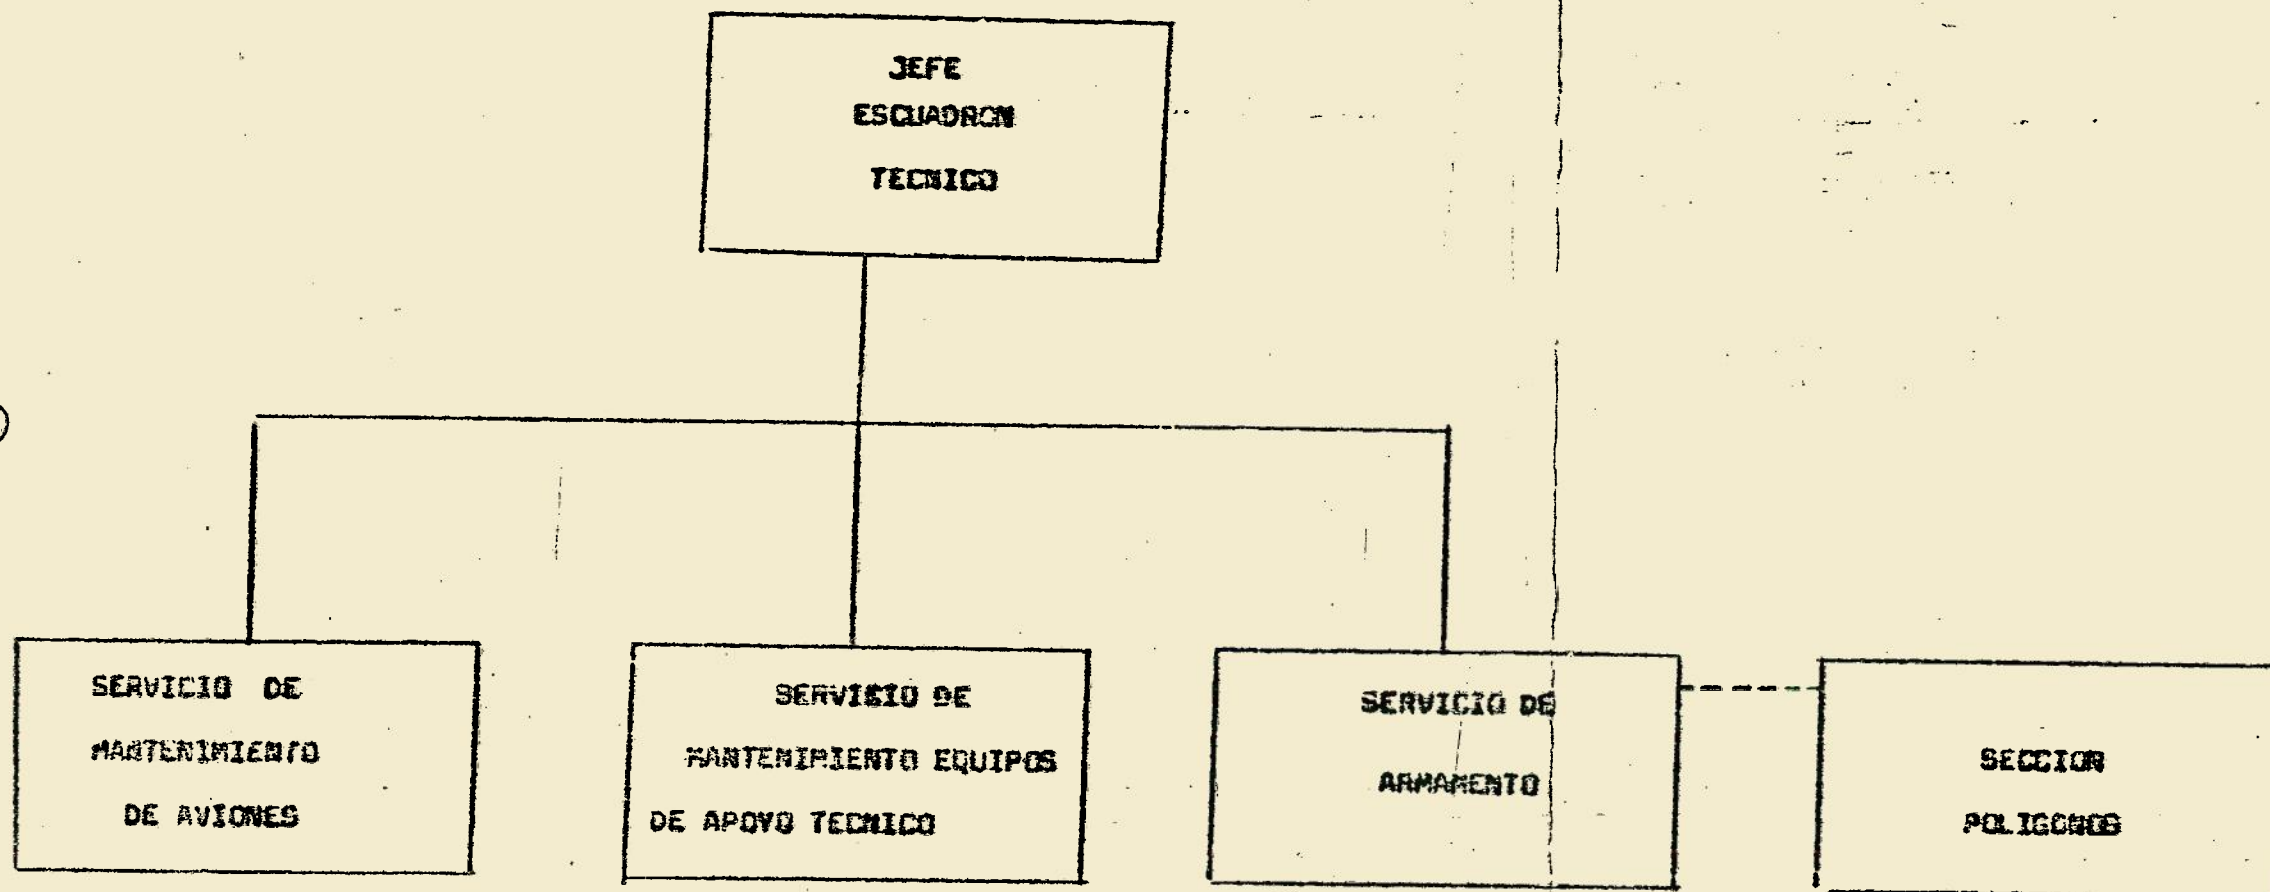 JEFE
ESCUADRON
TECNICO
SERVICIO DE
MANTENIMIENTO
DE AVIONES
SERVICIO DE
MANTENIMIENTO EQUIPOS
DE APOYO TECNICO
SERVICIO DE
ARMAMENTO
SECCION
POLIGONOS